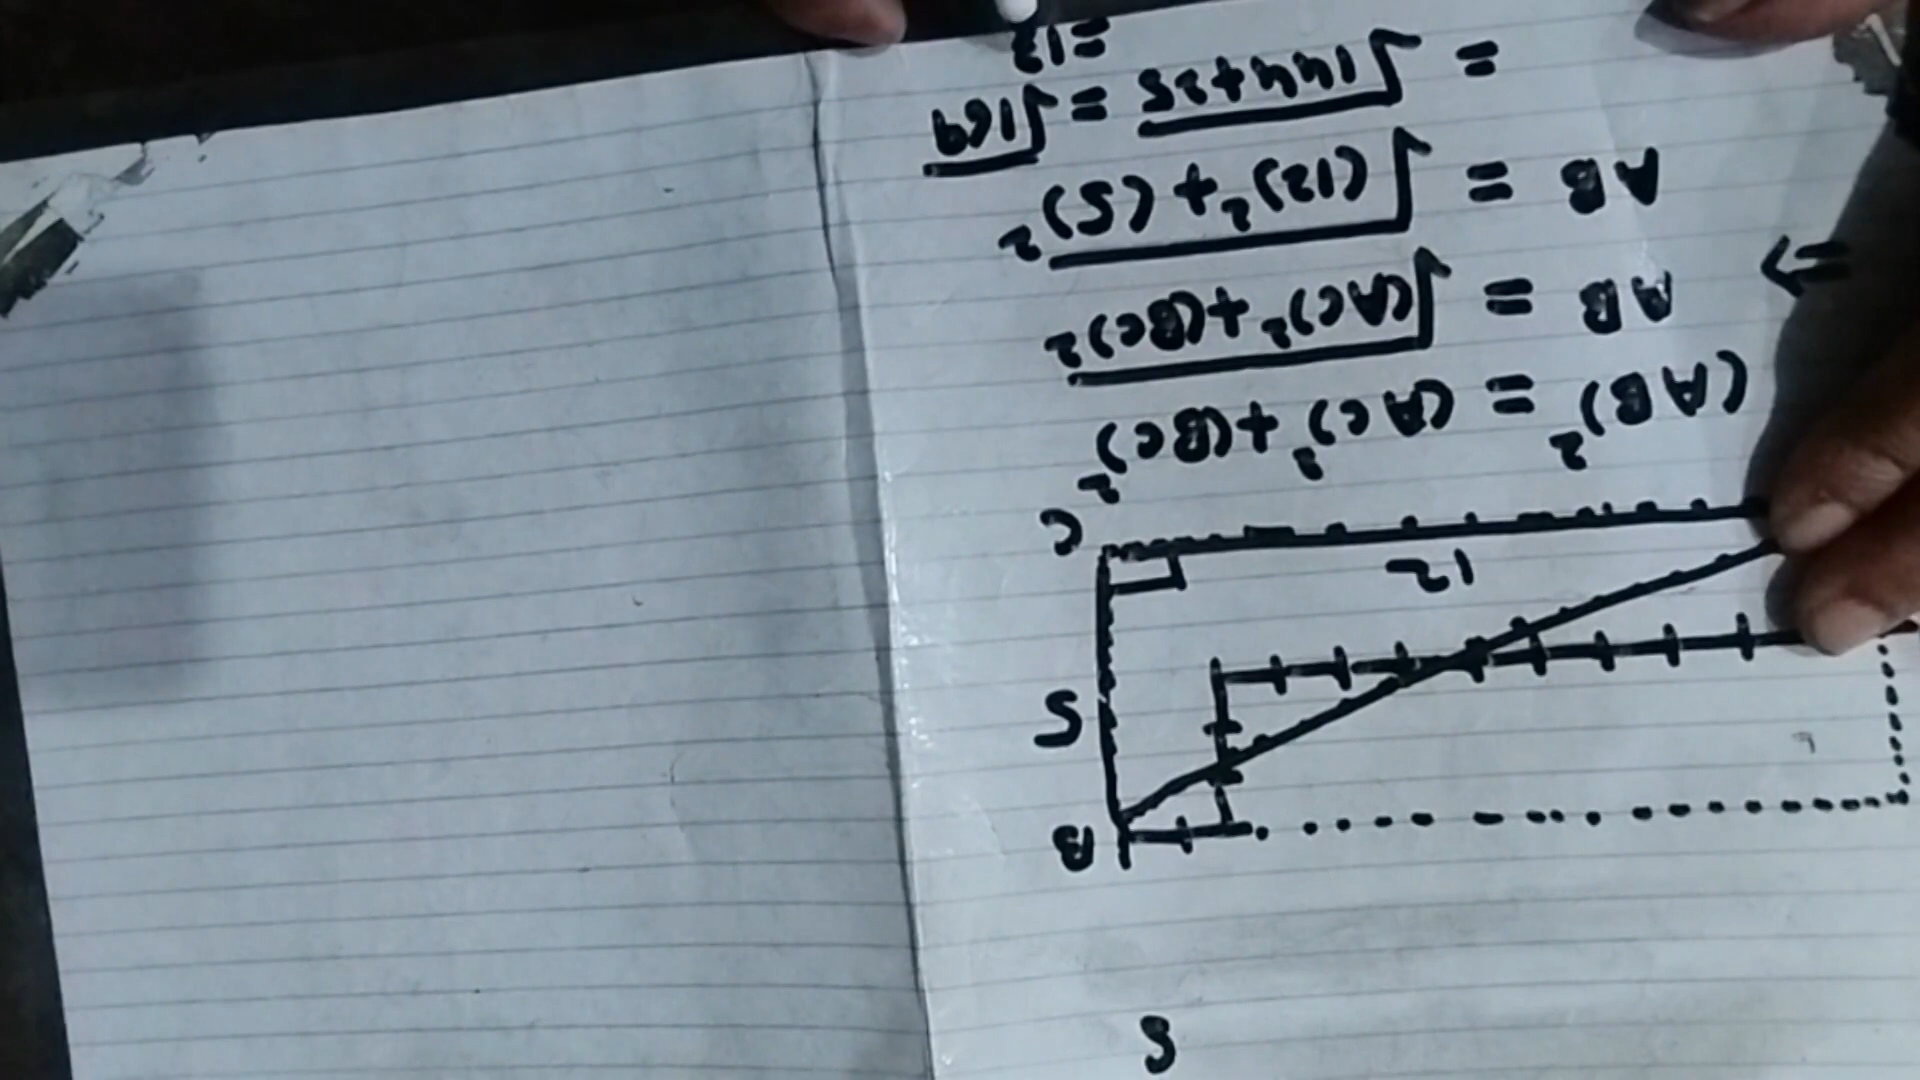 5
B
5
12
C
(AB)² = (AC)² + (BC)²
⇒ AB = √(AC)² + (BC)²
AB = √(12)² + (5)²
= √144+25 = √169
=13